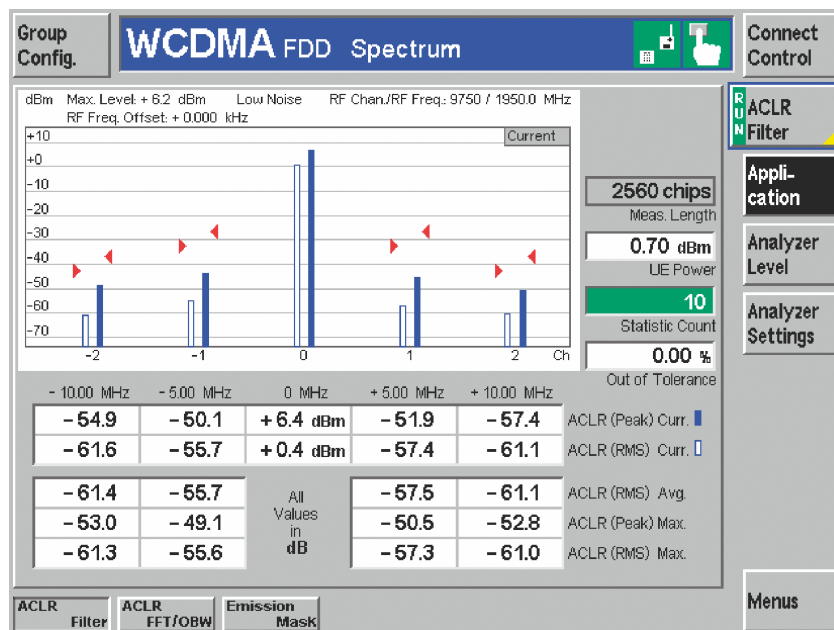 Group
Config.
WCDMA FDD Spectrum
Connect
Control
dBm Max. Level: + 6.2 dBm Low Noise RF Chan./RF Freq.: 9750 / 1950.0 MHz
RF Freq. Offset: + 0.000 kHz
+10
Current
+0
-10
-20
-30
-40
-50
-60
-70
-2 -1 0 1 2 Ch
2560 chips
Meas. Length
0.70 dBm
UE Power
10
Statistic Count
0.00 %
Out of Tolerance
RUN
ACLR
Filter
Appli-
cation
Analyzer
Level
Analyzer
Settings
- 10.00 MHz - 5.00 MHz 0 MHz + 5.00 MHz + 10.00 MHz
- 54.9 - 50.1 + 6.4 dBm - 51.9 - 57.4 ACLR (Peak) Curr.
- 61.6 - 55.7 + 0.4 dBm - 57.4 - 61.1 ACLR (RMS) Curr.
- 61.4 - 55.7 - 57.5 - 61.1 ACLR (RMS) Avg.
- 53.0 - 49.1 - 50.5 - 52.8 ACLR (Peak) Max.
- 61.3 - 55.6 - 57.3 - 61.0 ACLR (RMS) Max.
All
Values
in
dB
ACLR
Filter
ACLR
FFT/OBW
Emission
Mask
Menus